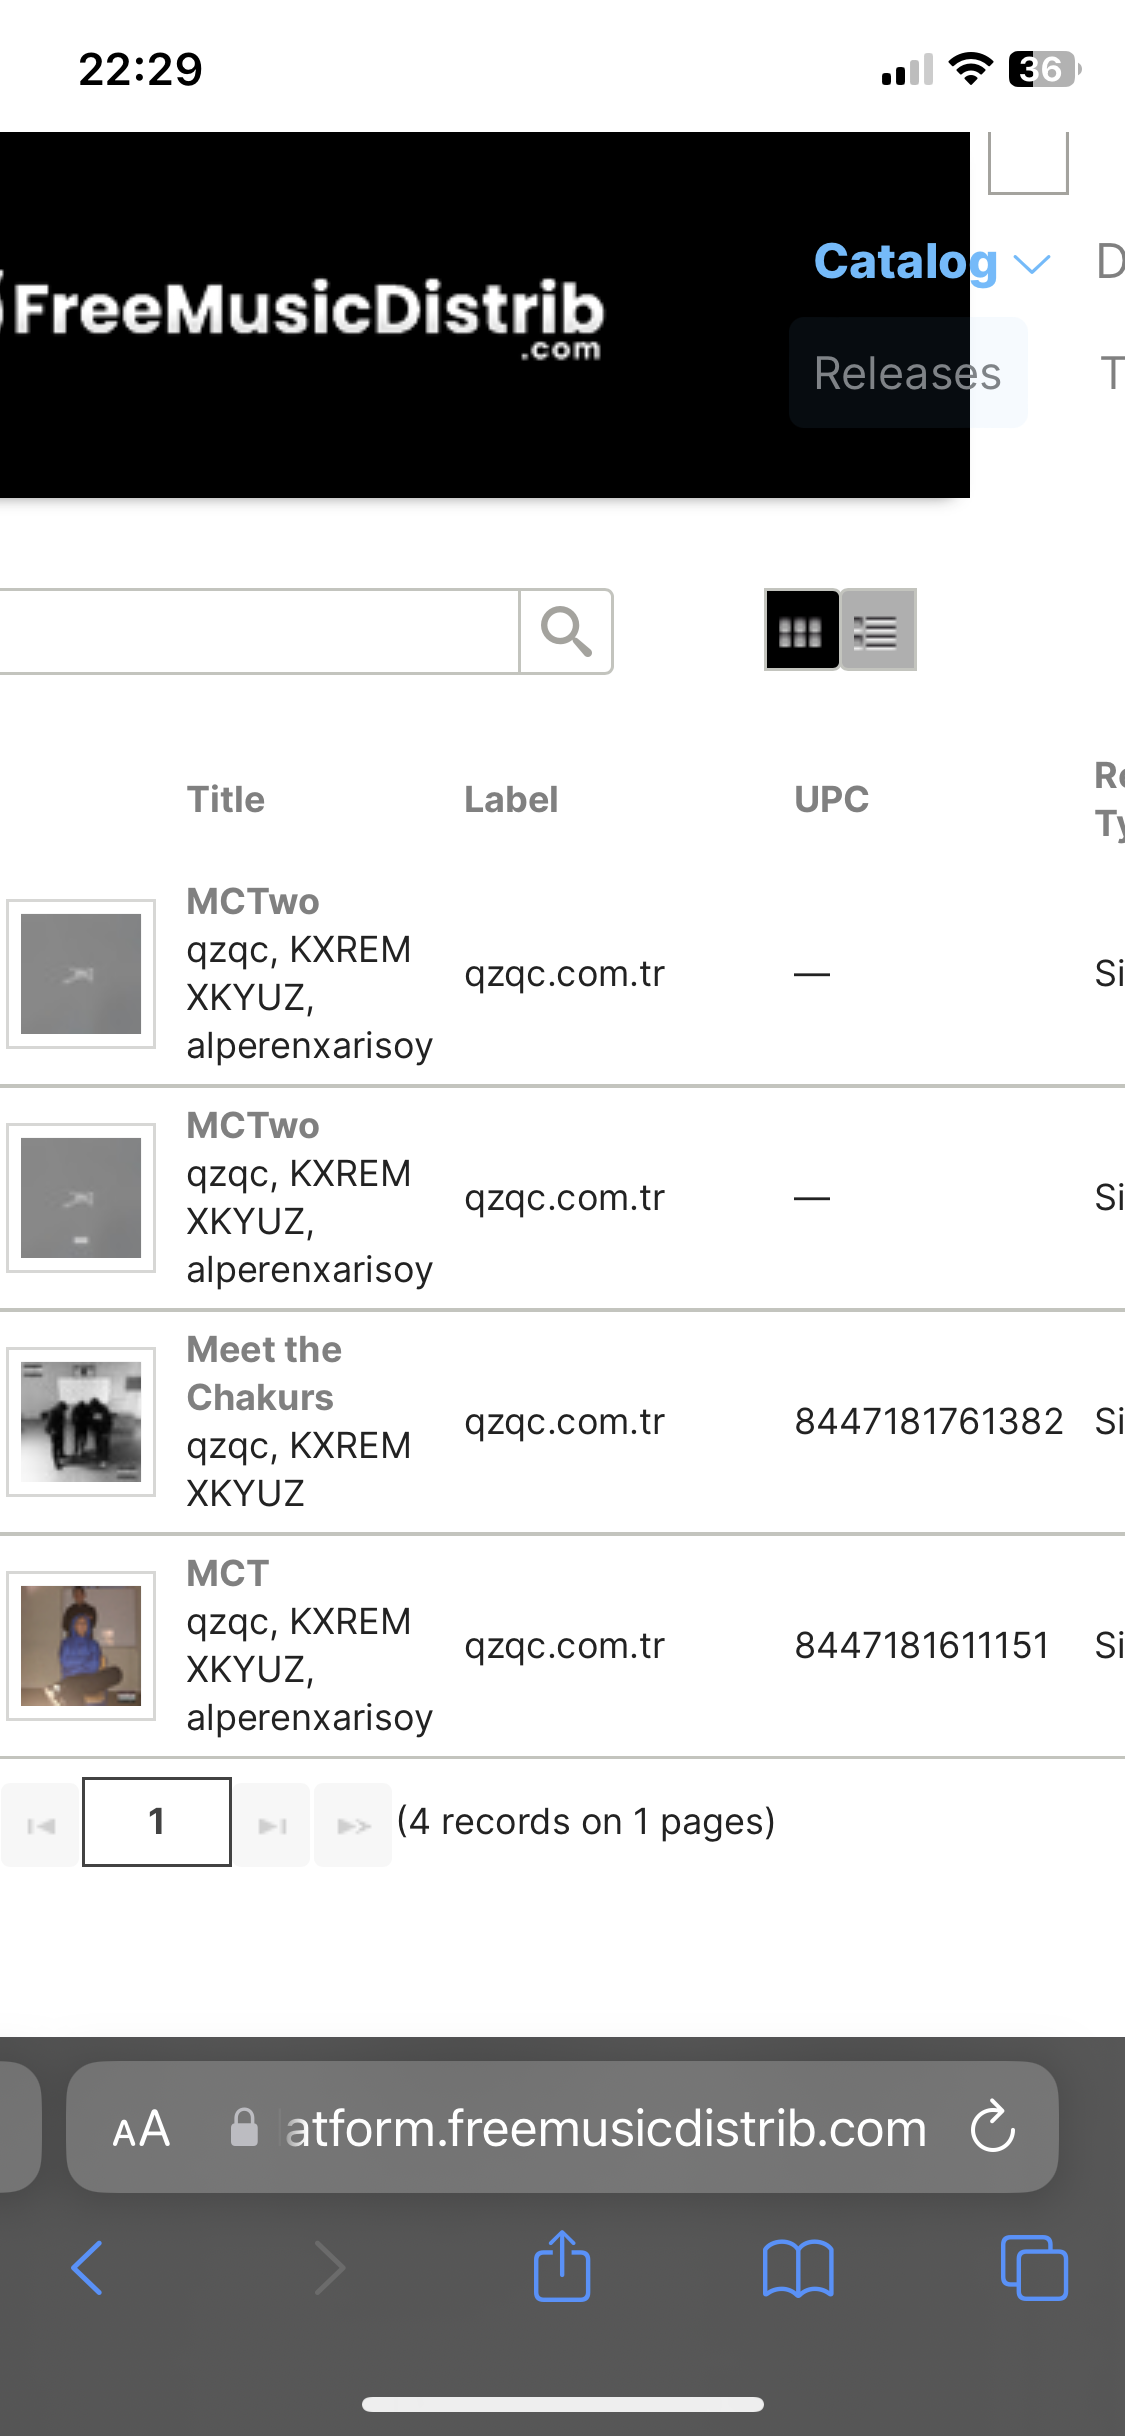 22:29
36
FreeMusicDistrib
.com
Catalog
D
Releases
T
Title
Label
UPC
Re
Ty
MCTwo
qzqc, KXREM
XKYUZ,
alperenxarisoy
qzqc.com.tr
—
Si
MCTwo
qzqc, KXREM
XKYUZ,
alperenxarisoy
qzqc.com.tr
—
Si
Meet the
Chakurs
qzqc, KXREM
XKYUZ
qzqc.com.tr
8447181761382
Si
MCT
qzqc, KXREM
XKYUZ,
alperenxarisoy
qzqc.com.tr
8447181611151
Si
1
(4 records on 1 pages)
AA
atform.freemusicdistrib.com